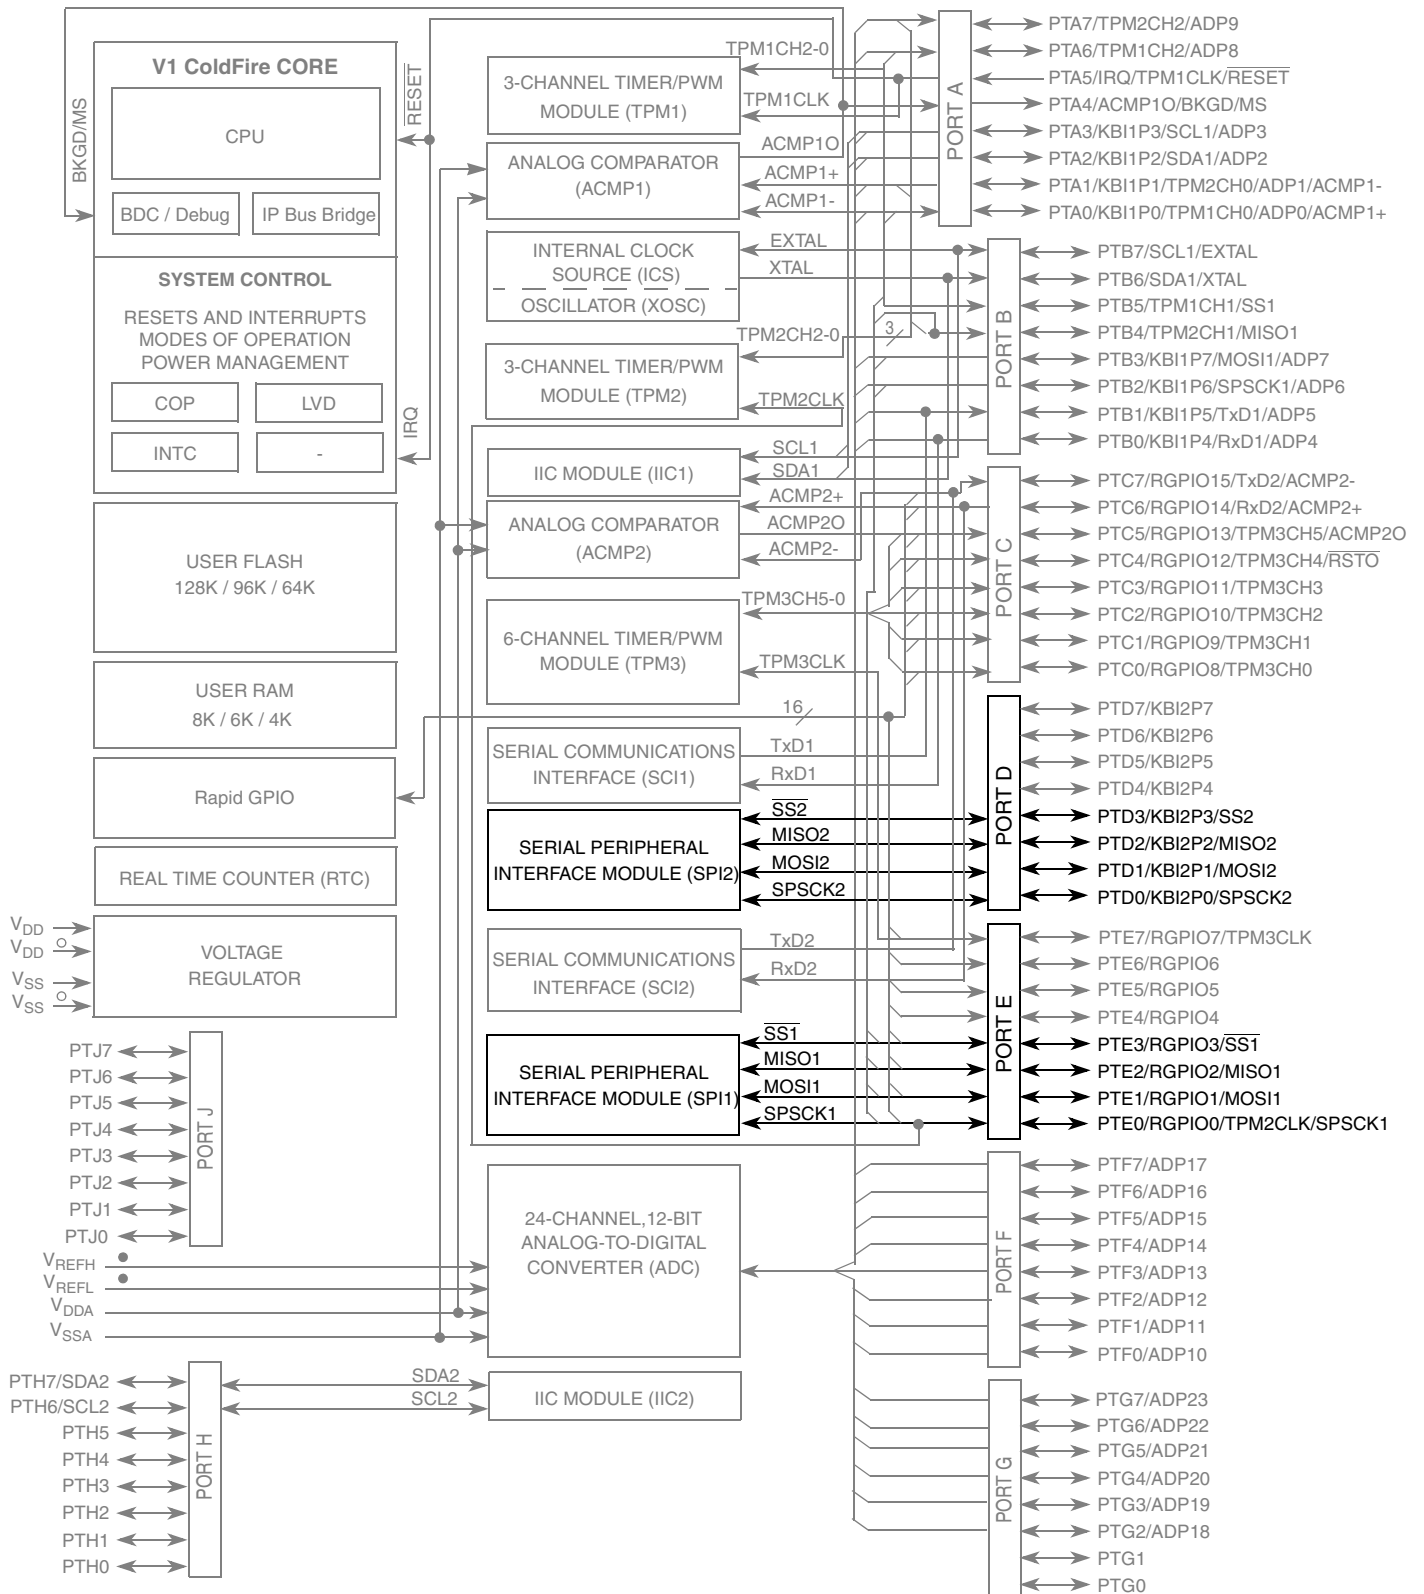 V1 ColdFire CORE
CPU
BDC / Debug
IP Bus Bridge
BKGD/MS
RESET
SYSTEM CONTROL
RESETS AND INTERRUPTS
MODES OF OPERATION
POWER MANAGEMENT
COP
LVD
INTC
-
IRQ
USER FLASH
128K / 96K / 64K
USER RAM
8K / 6K / 4K
Rapid GPIO
REAL TIME COUNTER (RTC)
VDD
VDD
VSS
VSS
VOLTAGE
REGULATOR
PTJ7
PTJ6
PTJ5
PTJ4
PTJ3
PTJ2
PTJ1
PTJ0
PORT J
VREFH
VREFL
VDDA
VSSA
PTH7/SDA2
PTH6/SCL2
PTH5
PTH4
PTH3
PTH2
PTH1
PTH0
PORT H
SDA2
SCL2
3-CHANNEL TIMER/PWM
MODULE (TPM1)
TPM1CH2-0
TPM1CLK
ANALOG COMPARATOR
(ACMP1)
ACMP1O
ACMP1+
ACMP1-
INTERNAL CLOCK
SOURCE (ICS)
OSCILLATOR (XOSC)
EXTAL
XTAL
3-CHANNEL TIMER/PWM
MODULE (TPM2)
TPM2CH2-0
3
TPM2CLK
IIC MODULE (IIC1)
SCL1
SDA1
ANALOG COMPARATOR
(ACMP2)
ACMP2+
ACMP2O
ACMP2-
6-CHANNEL TIMER/PWM
MODULE (TPM3)
TPM3CH5-0
TPM3CLK
16
SERIAL COMMUNICATIONS
INTERFACE (SCI1)
TxD1
RxD1
SERIAL PERIPHERAL
INTERFACE MODULE (SPI2)
SS2
MISO2
MOSI2
SPSCK2
SERIAL COMMUNICATIONS
INTERFACE (SCI2)
TxD2
RxD2
SERIAL PERIPHERAL
INTERFACE MODULE (SPI1)
SS1
MISO1
MOSI1
SPSCK1
24-CHANNEL,12-BIT
ANALOG-TO-DIGITAL
CONVERTER (ADC)
IIC MODULE (IIC2)
PORT A
PTA7/TPM2CH2/ADP9
PTA6/TPM1CH2/ADP8
PTA5/IRQ/TPM1CLK/RESET
PTA4/ACMP1O/BKGD/MS
PTA3/KBI1P3/SCL1/ADP3
PTA2/KBI1P2/SDA1/ADP2
PTA1/KBI1P1/TPM2CH0/ADP1/ACMP1-
PTA0/KBI1P0/TPM1CH0/ADP0/ACMP1+
PORT B
PTB7/SCL1/EXTAL
PTB6/SDA1/XTAL
PTB5/TPM1CH1/SS1
PTB4/TPM2CH1/MISO1
PTB3/KBI1P7/MOSI1/ADP7
PTB2/KBI1P6/SPSCK1/ADP6
PTB1/KBI1P5/TxD1/ADP5
PTB0/KBI1P4/RxD1/ADP4
PORT C
PTC7/RGPIO15/TxD2/ACMP2-
PTC6/RGPIO14/RxD2/ACMP2+
PTC5/RGPIO13/TPM3CH5/ACMP2O
PTC4/RGPIO12/TPM3CH4/RSTO
PTC3/RGPIO11/TPM3CH3
PTC2/RGPIO10/TPM3CH2
PTC1/RGPIO9/TPM3CH1
PTC0/RGPIO8/TPM3CH0
PORT D
PTD7/KBI2P7
PTD6/KBI2P6
PTD5/KBI2P5
PTD4/KBI2P4
PTD3/KBI2P3/SS2
PTD2/KBI2P2/MISO2
PTD1/KBI2P1/MOSI2
PTD0/KBI2P0/SPSCK2
PORT E
PTE7/RGPIO7/TPM3CLK
PTE6/RGPIO6
PTE5/RGPIO5
PTE4/RGPIO4
PTE3/RGPIO3/SS1
PTE2/RGPIO2/MISO1
PTE1/RGPIO1/MOSI1
PTE0/RGPIO0/TPM2CLK/SPSCK1
PORT F
PTF7/ADP17
PTF6/ADP16
PTF5/ADP15
PTF4/ADP14
PTF3/ADP13
PTF2/ADP12
PTF1/ADP11
PTF0/ADP10
PORT G
PTG7/ADP23
PTG6/ADP22
PTG5/ADP21
PTG4/ADP20
PTG3/ADP19
PTG2/ADP18
PTG1
PTG0